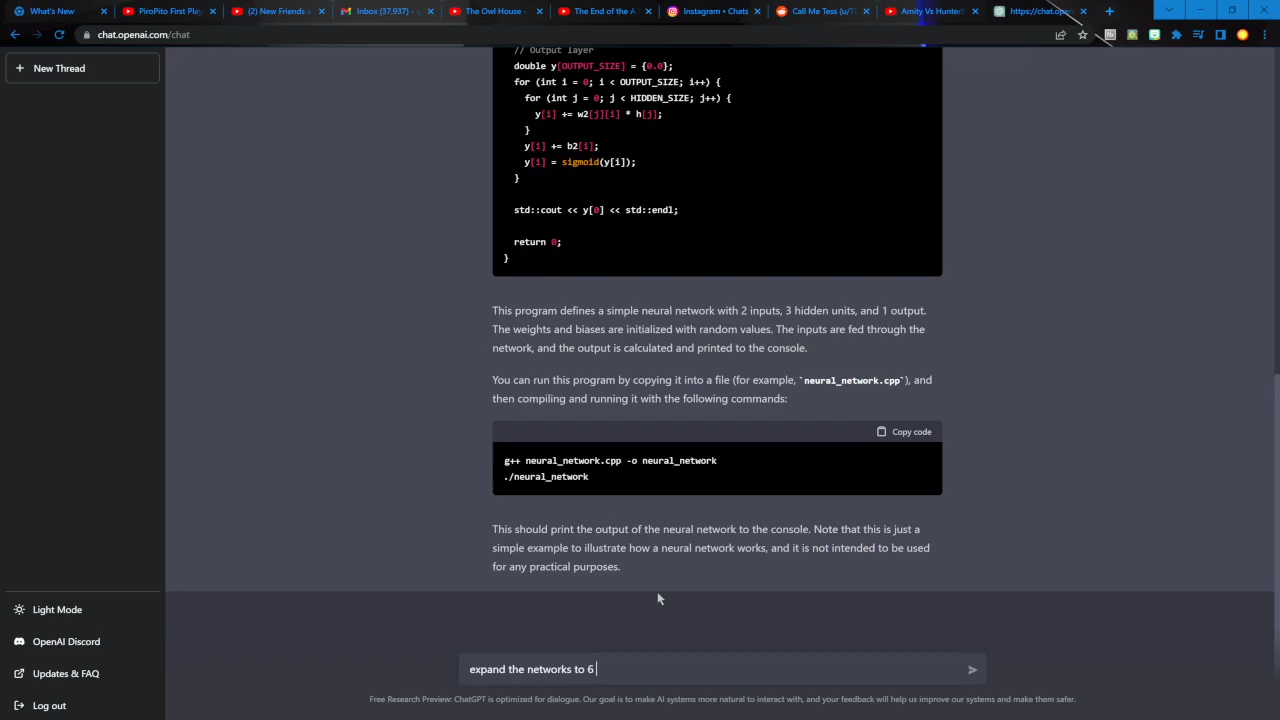 What's New
PiroPito First Play
(2) New Friends a
Inbox (37,937) -
The Owl House -
The End of the A
Instagram • Chats
Call Me Tess (u/T
Amity Vs Hunter
https://chat.open
chat.openai.com/chat
New Thread
// Output layer
double y[OUTPUT_SIZE] = {0.0};
for (int i = 0; i < OUTPUT_SIZE; i++) {
for (int j = 0; j < HIDDEN_SIZE; j++) {
y[i] += w2[j][i] * h[j];
}
y[i] += b2[i];
y[i] = sigmoid(y[i]);
}
std::cout << y[0] << std::endl;
return 0;
}
This program defines a simple neural network with 2 inputs, 3 hidden units, and 1 output.
The weights and biases are initialized with random values. The inputs are fed through the
network, and the output is calculated and printed to the console.
You can run this program by copying it into a file (for example, `neural_network.cpp`), and
then compiling and running it with the following commands:
Copy code
g++ neural_network.cpp -o neural_network
./neural_network
This should print the output of the neural network to the console. Note that this is just a
simple example to illustrate how a neural network works, and it is not intended to be used
for any practical purposes.
Light Mode
OpenAI Discord
Updates & FAQ
Log out
expand the networks to 6
Free Research Preview: ChatGPT is optimized for dialogue. Our goal is to make AI systems more natural to interact with, and your feedback will help us improve our systems and make them safer.